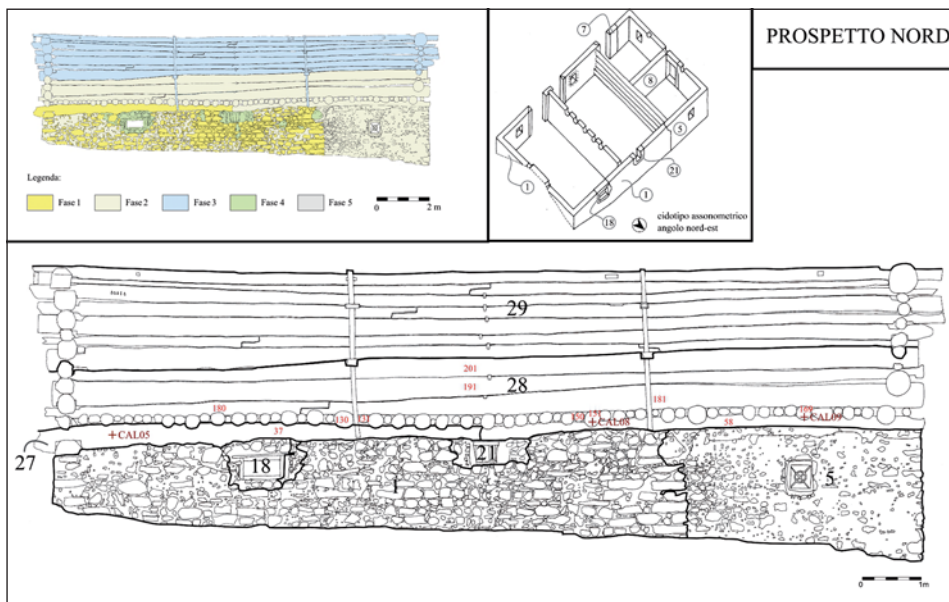 PROSPETTO NORD
Legenda:
Fase 1
Fase 2
Fase 3
Fase 4
Fase 5
0 2 m
7
8
5
21
1
1
18
cidotipo assonometrico
angolo nord-est
29
201
28
191
180
181
130
CAL08
58
CAL09
CAL05
37
27
18
21
5
0 1m